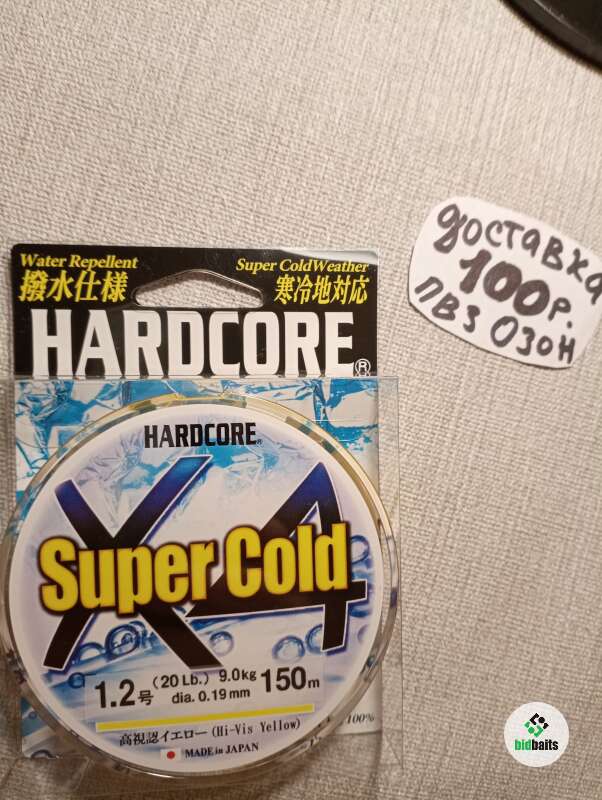 Water Repellent
撥水仕様
Super ColdWeather
寒冷地対応
HARDCORE®
HARDCORE®
X4
Super Cold
1.2号 (20Lb.) 9.0kg dia. 0.19mm 150m
高視認イエロー(Hi-Vis Yellow)
MADE in JAPAN
100%
доставка
100р.
ПВЗ ОЗОН
bidbaits